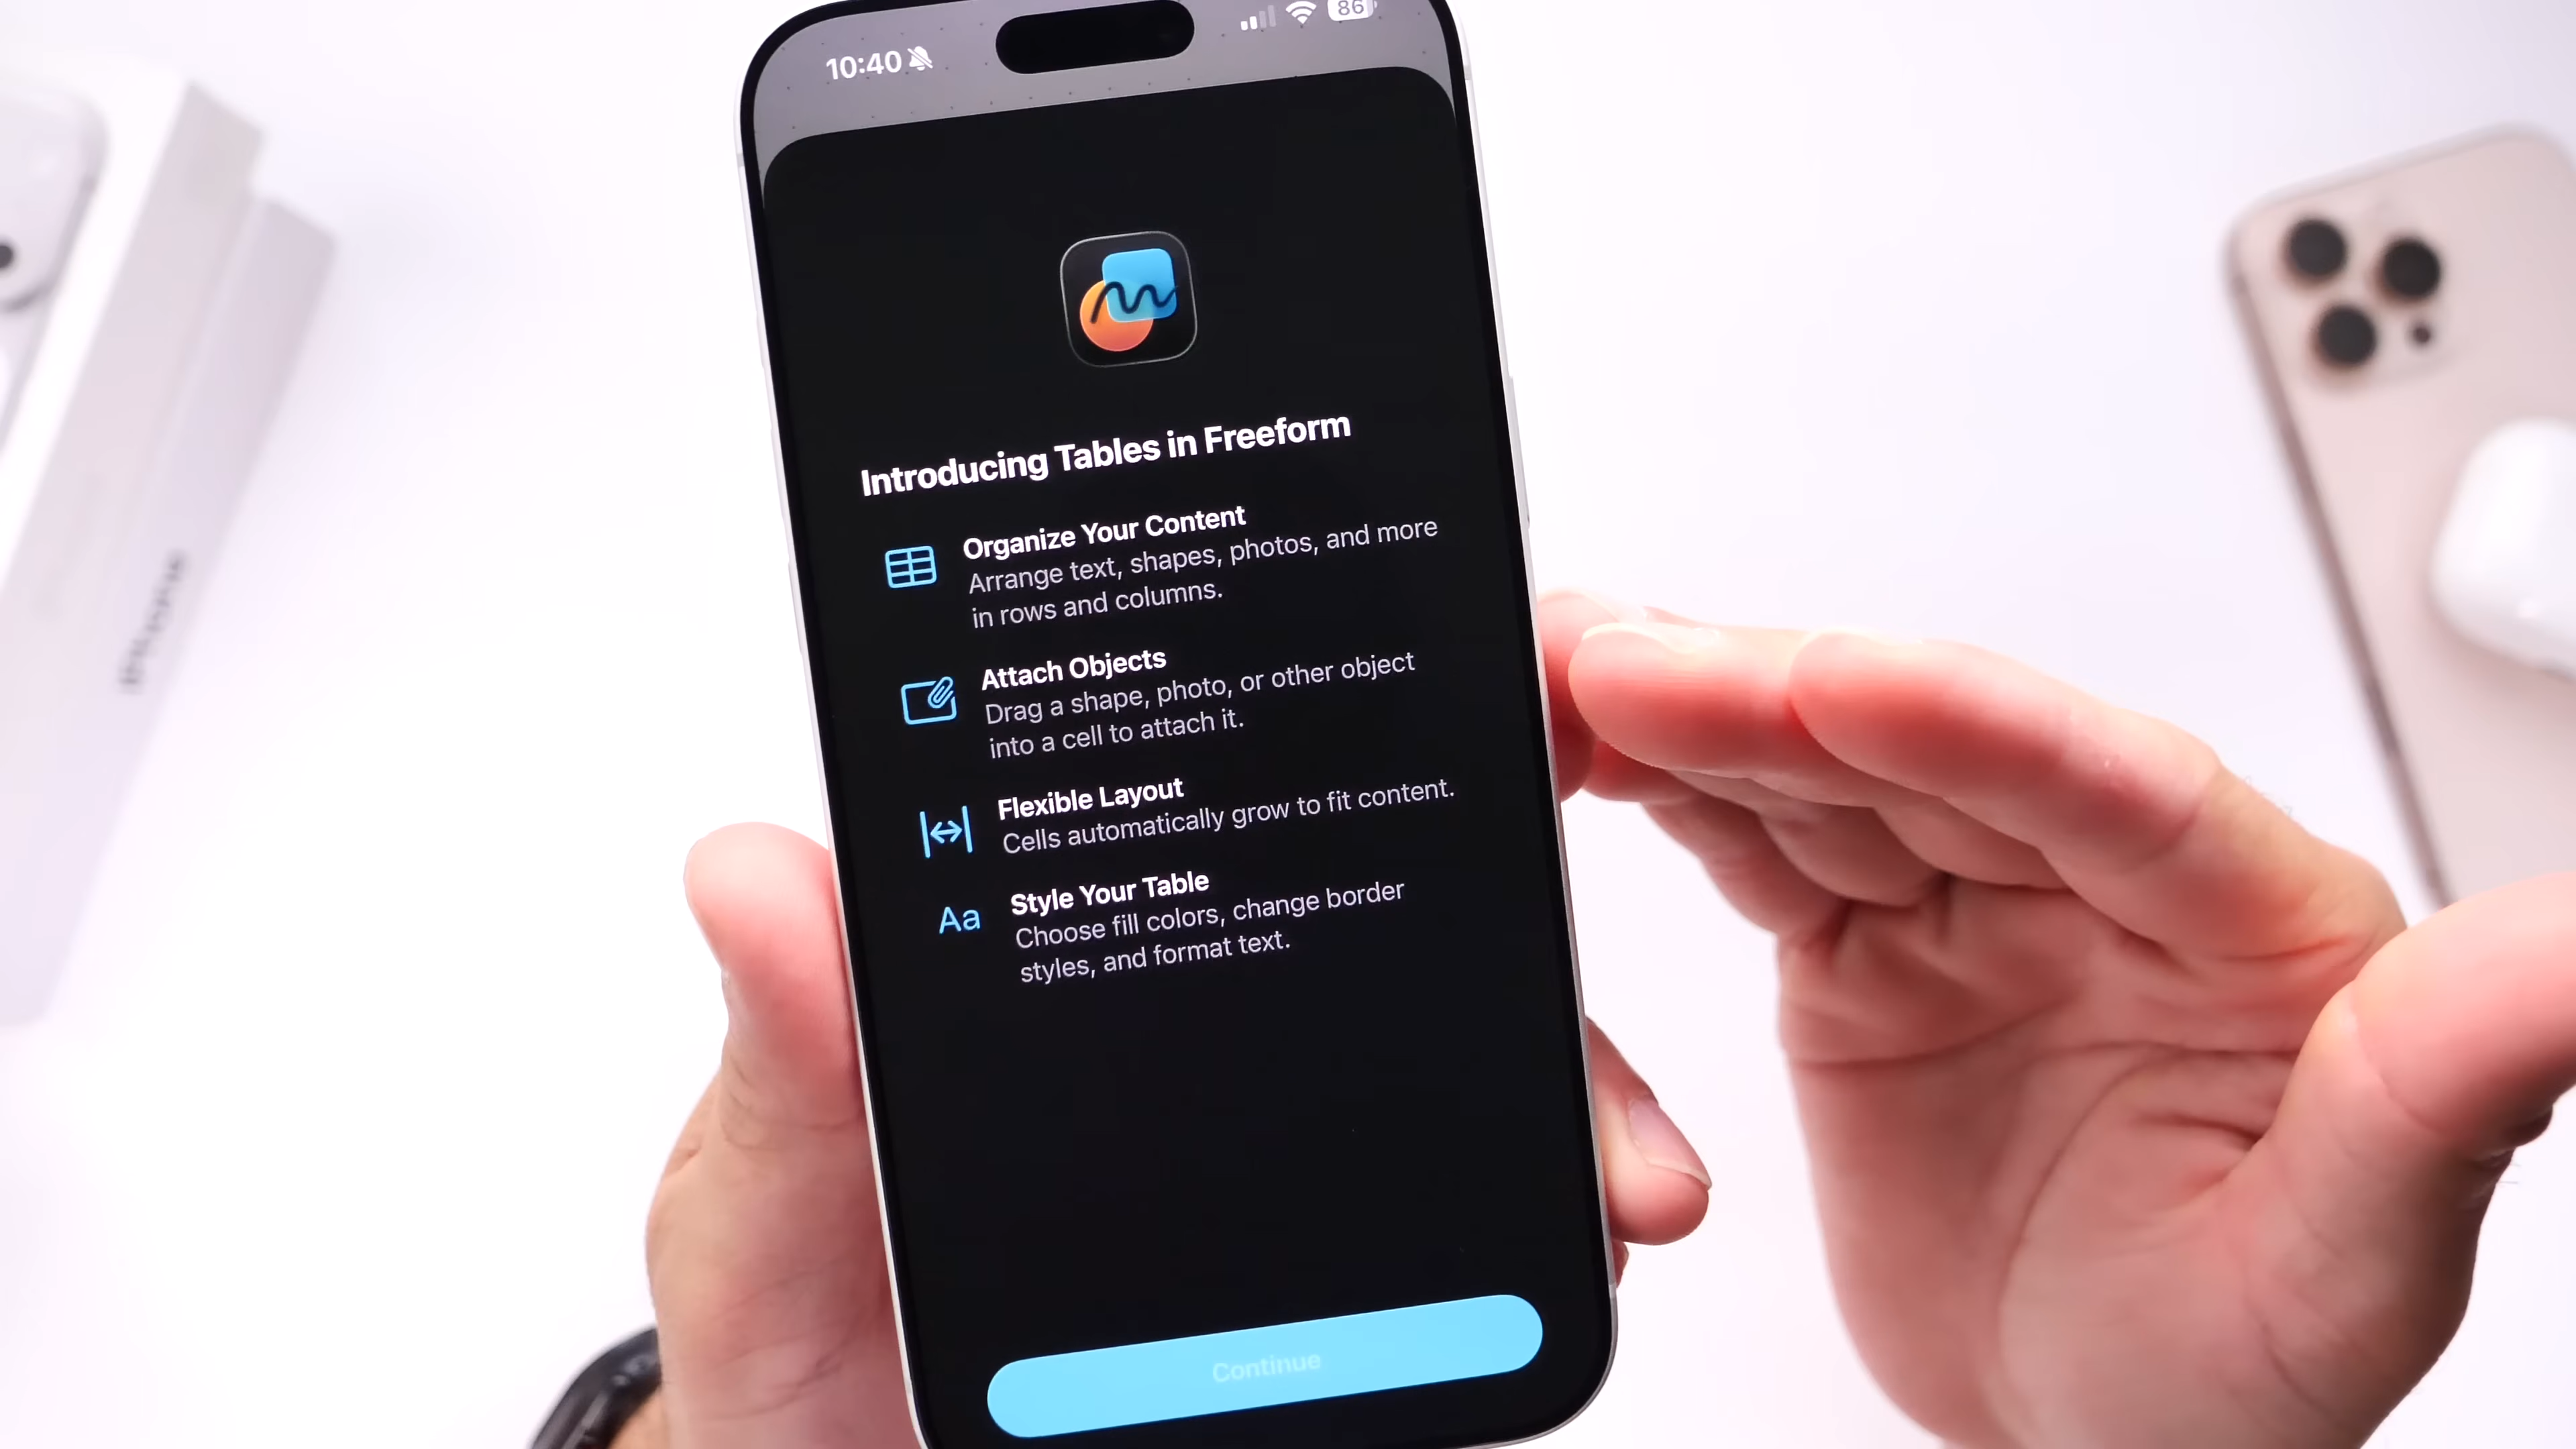 10:40
86
Introducing Tables in Freeform
Organize Your Content
Arrange text, shapes, photos, and more
in rows and columns.
Attach Objects
Drag a shape, photo, or other object
into a cell to attach it.
Flexible Layout
Cells automatically grow to fit content.
Aa
Style Your Table
Choose fill colors, change border
styles, and format text.
Continue
iPhone